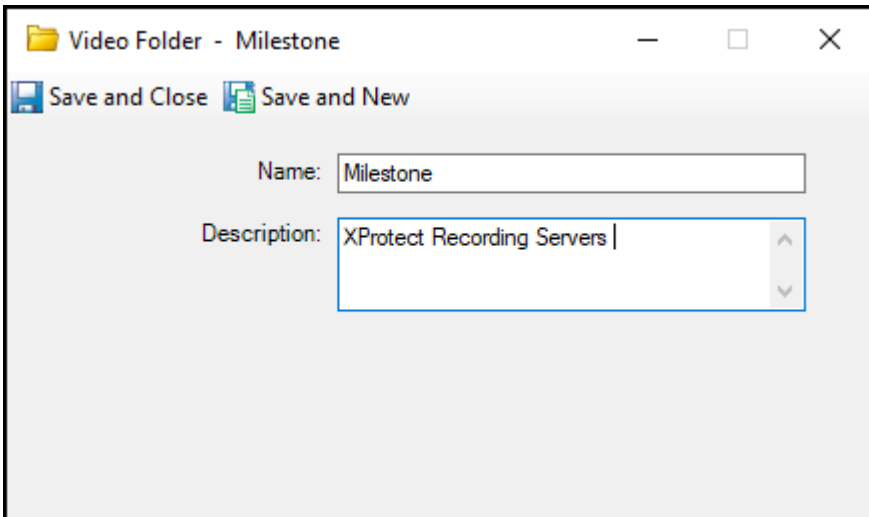 Video Folder - Milestone
Save and Close Save and New
Name: Milestone
Description: XProtect Recording Servers